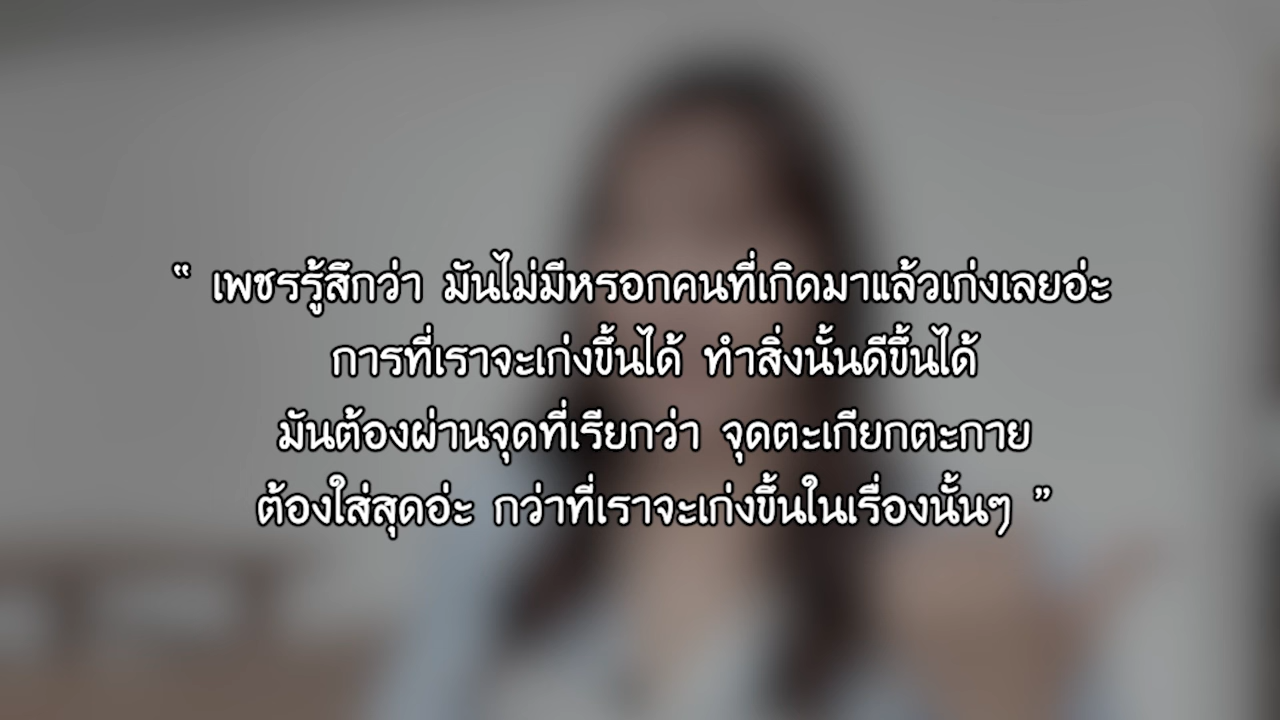 “ เพชรรู้สึกว่า มันไม่มีหรอกคนที่เกิดมาแล้วเก่งเลยอ่ะ
การที่เราจะเก่งขึ้นได้ ทำสิ่งนั้นดีขึ้นได้
มันต้องผ่านจุดที่เรียกว่า จุดตะเกียกตะกาย
ต้องใส่สุดอ่ะ กว่าที่เราจะเก่งขึ้นในเรื่องนั้นๆ ”